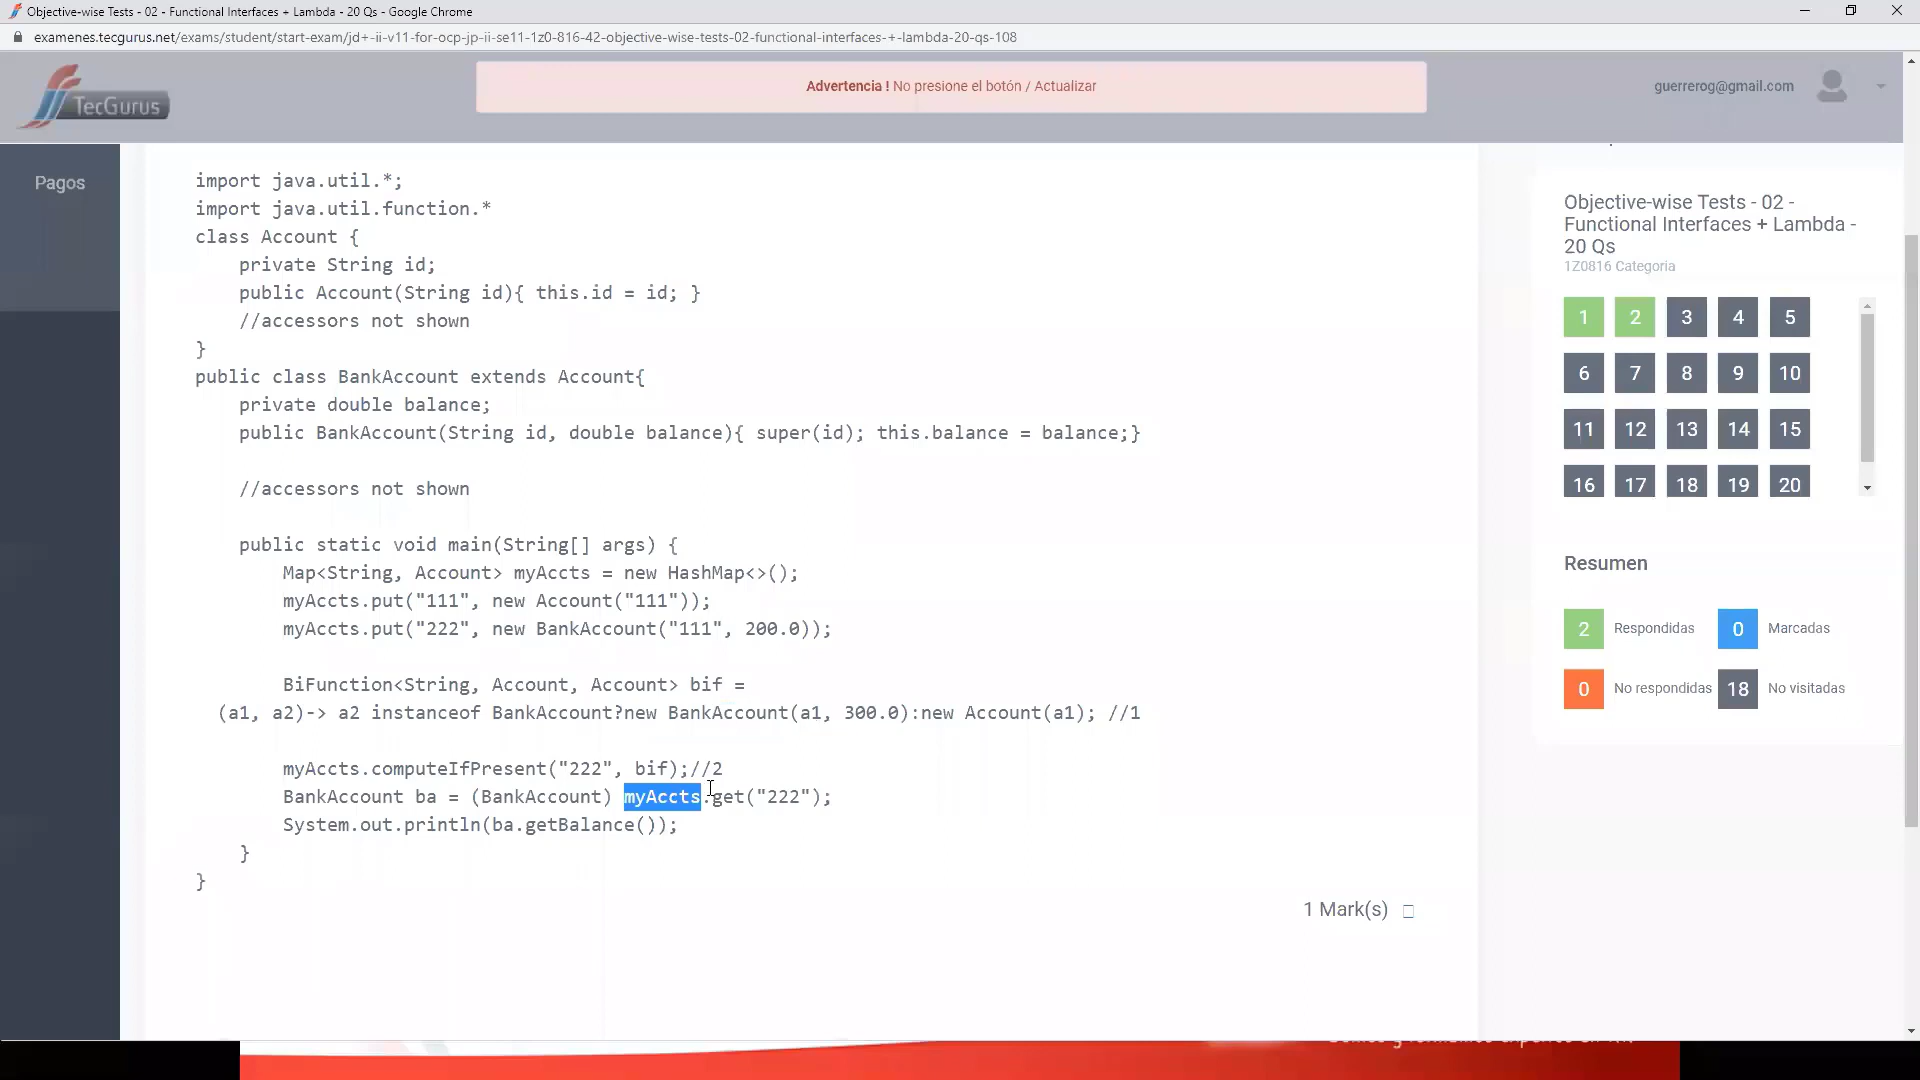 Objective-wise Tests - 02 - Functional Interfaces + Lambda - 20 Qs - Google Chrome
examenes.tecgurus.net/exams/student/start-exam/jd+-ii-v11-for-ocp-jp-ii-se11-1z0-816-42-objective-wise-tests-02-functional-interfaces-+-lambda-20-qs-108
TecGurus
Advertencia ! No presione el botón / Actualizar
guerrerog@gmail.com
Pagos
import java.util.*;
import java.util.function.*
class Account {
private String id;
public Account(String id){ this.id = id; }
//accessors not shown
}
public class BankAccount extends Account{
private double balance;
public BankAccount(String id, double balance){ super(id); this.balance = balance;}
//accessors not shown
public static void main(String[] args) {
Map<String, Account> myAccts = new HashMap<>();
myAccts.put("111", new Account("111"));
myAccts.put("222", new BankAccount("111", 200.0));
BiFunction<String, Account, Account> bif =
(a1, a2)-> a2 instanceof BankAccount?new BankAccount(a1, 300.0):new Account(a1); //1
myAccts.computeIfPresent("222", bif);//2
BankAccount ba = (BankAccount) myAccts.get("222");
System.out.println(ba.getBalance());
}
}
1 Mark(s)
Objective-wise Tests - 02 -
Functional Interfaces + Lambda -
20 Qs
1Z0816 Categoria
1 2 3 4 5
6 7 8 9 10
11 12 13 14 15
16 17 18 19 20
Resumen
2 Respondidas 0 Marcadas
0 No respondidas 18 No visitadas